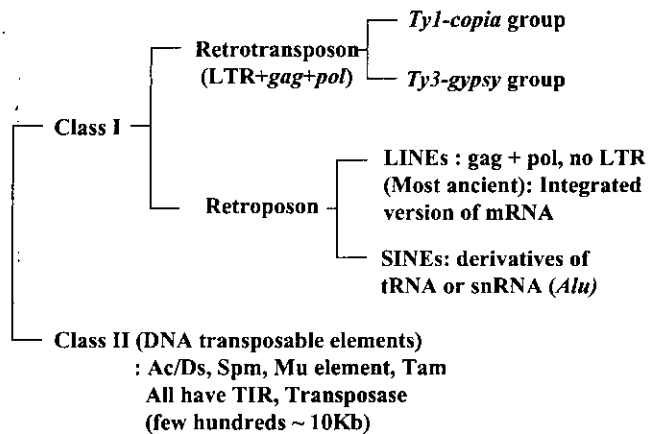 Ty1-copia group
Retrotransposon
(LTR+gag+pol)
Ty3-gypsy group
Class I
LINEs : gag + pol, no LTR
(Most ancient): Integrated
version of mRNA
Retroposon
SINEs: derivatives of
tRNA or snRNA (Alu)
Class II (DNA transposable elements)
: Ac/Ds, Spm, Mu element, Tam
All have TIR, Transposase
(few hundreds ~ 10Kb)